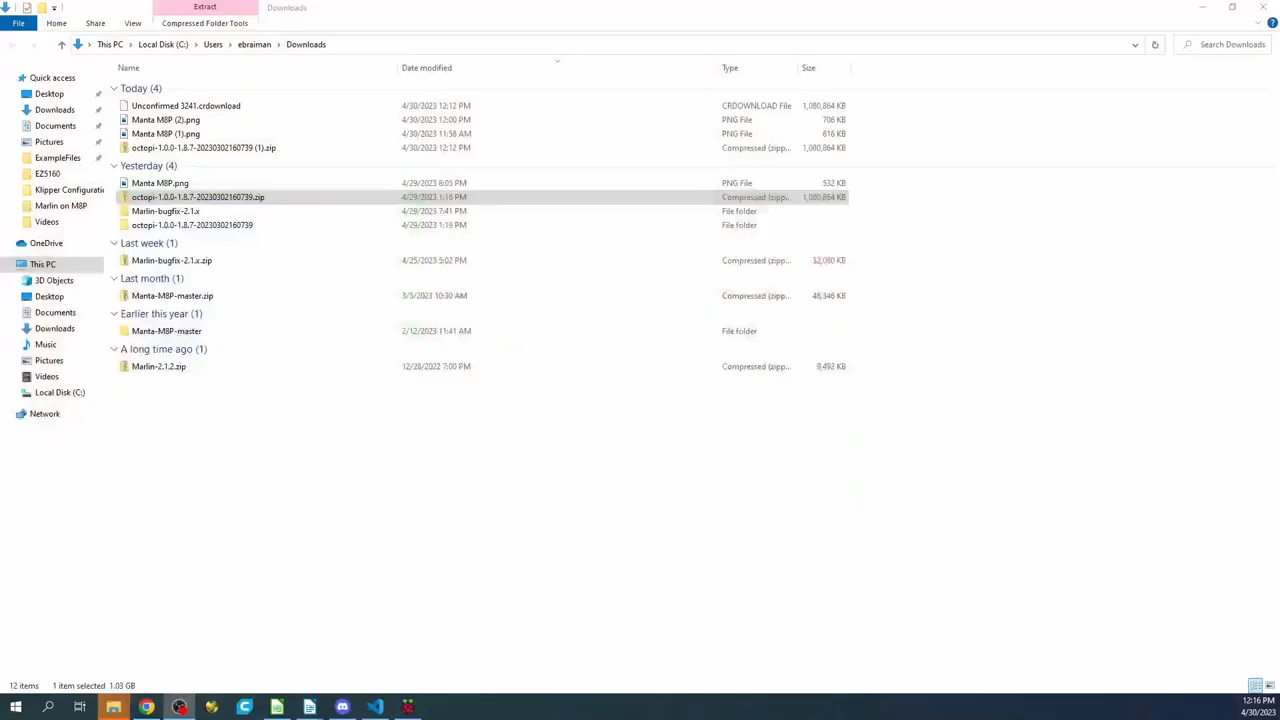 Extract
Downloads
File
Home
Share
View
Compressed Folder Tools
This PC
Local Disk (C:)
Users
ebraiman
Downloads
Search Downloads
Name
Date modified
Type
Size
Quick access
Desktop
Downloads
Documents
Pictures
ExampleFiles
EZ5160
Klipper Configuratio
Marlin on M8P
Videos
OneDrive
This PC
3D Objects
Desktop
Documents
Downloads
Music
Pictures
Videos
Local Disk (C:)
Network
Today (4)
Unconfirmed 3241.crdownload 4/30/2023 12:12 PM CRDOWNLOAD File 1,080,864 KB
Manta M8P (2).png 4/30/2023 12:00 PM PNG File 706 KB
Manta M8P (1).png 4/30/2023 11:58 AM PNG File 616 KB
octopi-1.0.0-1.8.7-20230302160739 (1).zip 4/30/2023 12:12 PM Compressed (zipp... 1,080,864 KB
Yesterday (4)
Manta M8P.png 4/29/2023 8:05 PM PNG File 532 KB
octopi-1.0.0-1.8.7-20230302160739.zip 4/29/2023 1:16 PM Compressed (zipp... 1,080,864 KB
Marlin-bugfix-2.1.x 4/29/2023 7:41 PM File folder
octopi-1.0.0-1.8.7-20230302160739 4/29/2023 1:19 PM File folder
Last week (1)
Marlin-bugfix-2.1.x.zip 4/25/2023 5:02 PM Compressed (zipp... 12,080 KB
Last month (1)
Manta-M8P-master.zip 3/5/2023 10:30 AM Compressed (zipp... 48,346 KB
Earlier this year (1)
Manta-M8P-master 2/12/2023 11:41 AM File folder
A long time ago (1)
Marlin-2.1.2.zip 12/28/2022 7:00 PM Compressed (zipp... 9,492 KB
12 items 1 item selected 1.03 GB
12:16 PM
4/30/2023